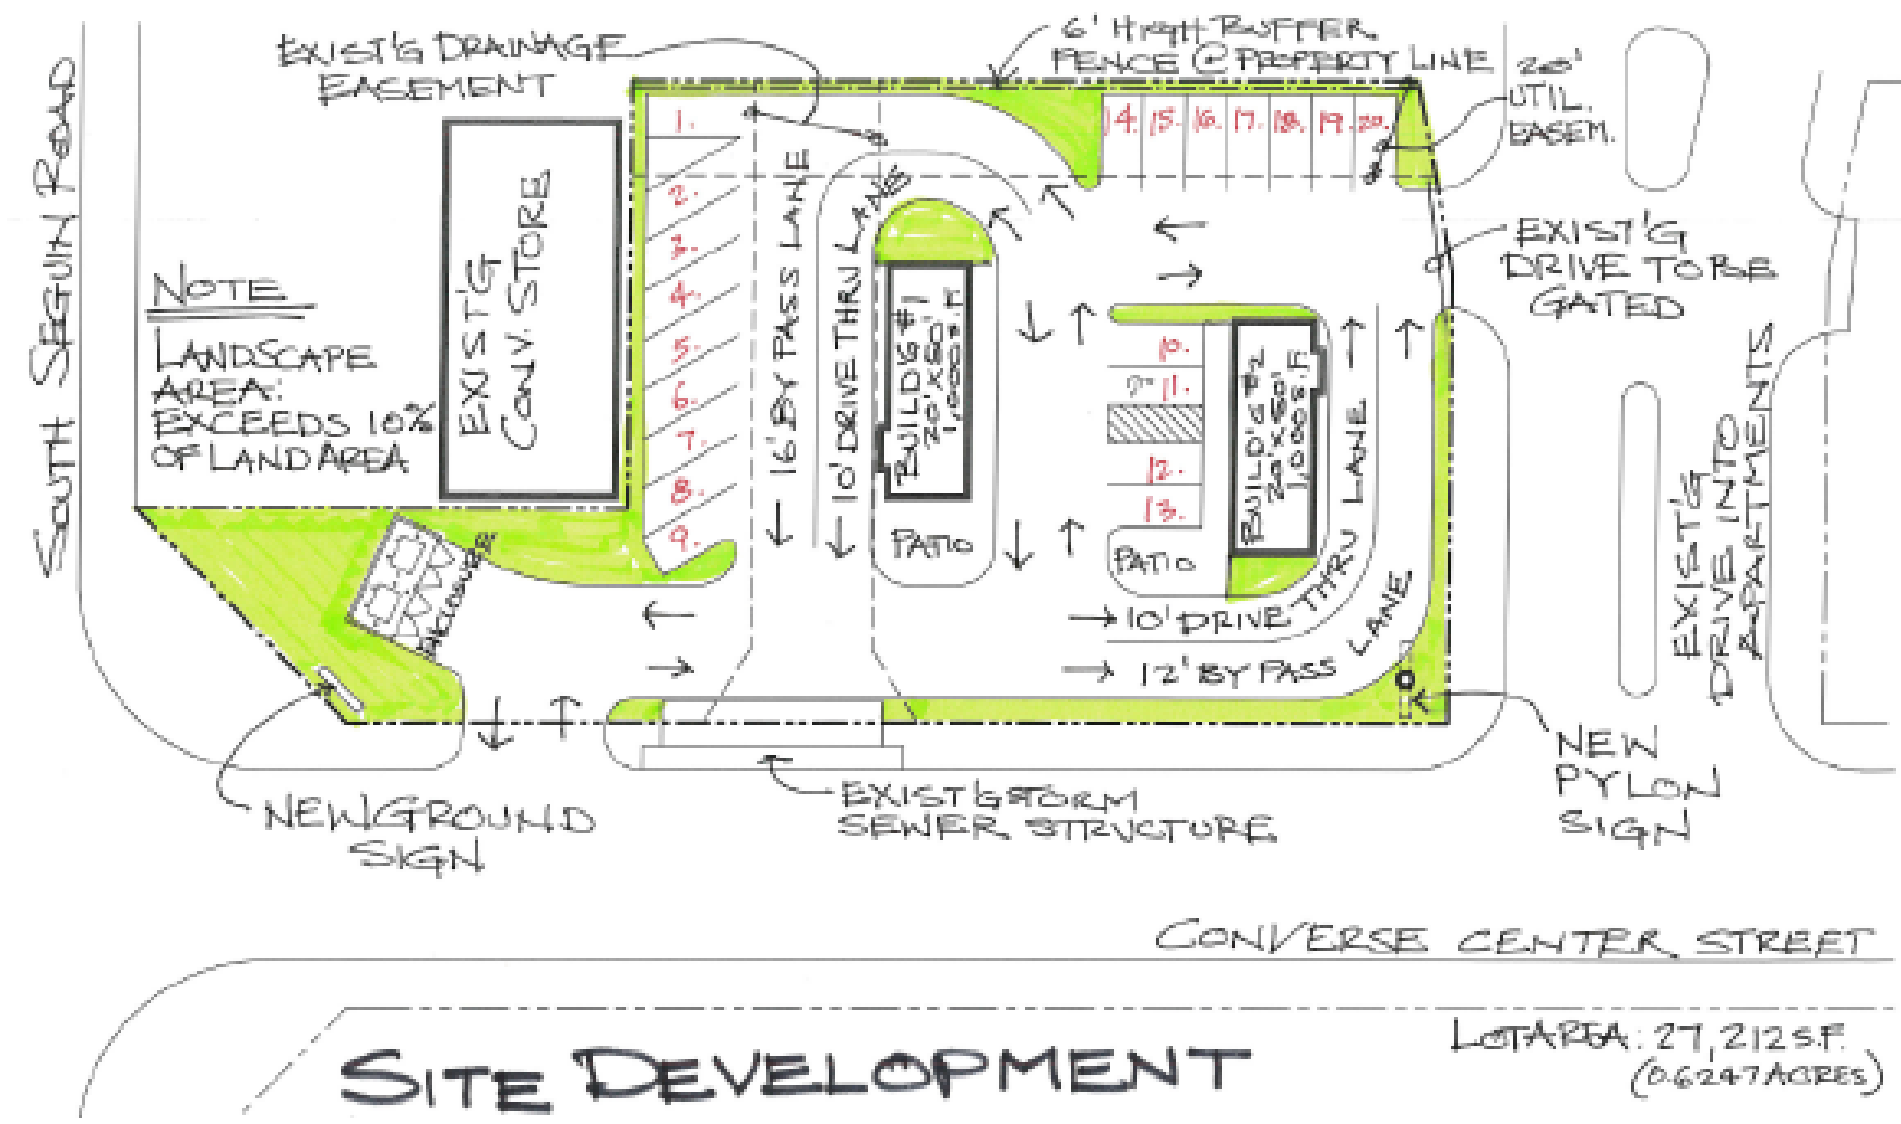 EXIST'G DRAINAGE
EASEMENT
6' HIGH BUFFER
FENCE @ PROPERTY LINE
20'
UTIL.
EASEM.
SOUTH SEGUIN ROAD
EXIST'G
CONV. STORE
NOTE
LANDSCAPE
AREA:
EXCEEDS 10%
OF LAND AREA
1.
2.
3.
4.
5.
6.
7.
8.
9.
16' BY PASS LANE
10' DRIVE THRU LANE
BUILD'G #1
20' X 50'
1,000 S.F.
PATIO
14. 15. 16. 17. 18. 19. 20.
10.
11.
12.
13.
BUILD'G #2
20' X 50'
1,000 S.F.
PATIO
10' DRIVE THRU LANE
12' BY PASS LANE
EXIST'G
DRIVE TO BE
GATED
EXIST'G
DRIVE INTO
APARTMENTS
ENCLOSURE
NEW GROUND
SIGN
EXIST'G STORM
SEWER STRUCTURE
NEW
PYLON
SIGN
CONVERSE CENTER STREET
SITE DEVELOPMENT
LOT AREA: 27,212 S.F.
(0.6247 ACRES)